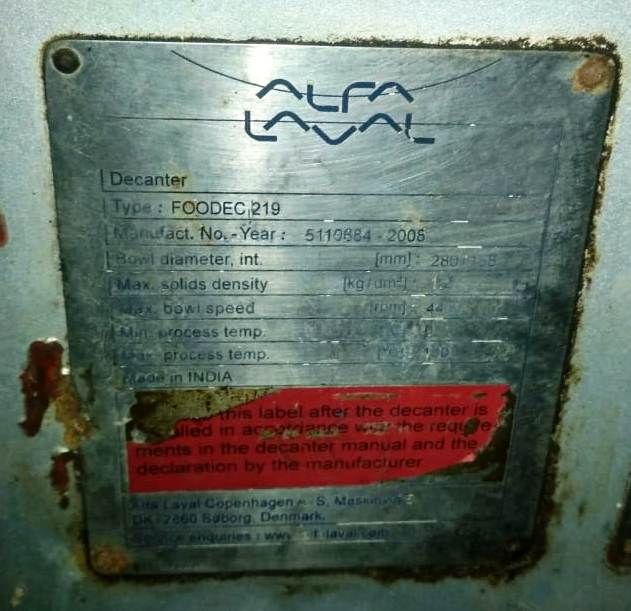 ALFA
LAVAL
Decanter
Type : FOODEC 219
Manufact. No. - Year : 5110884 - 2008
Bowl diameter, int. [mm] :
Max. solids density [kg/dm³] :
Max. bowl speed [rpm] :
Min. process temp.
Max. process temp.
Made in INDIA
this label after the decanter is
in accordance with the require-
ments in the decanter manual and the
declaration by the manufacturer
Alfa Laval Copenhagen A/S,
DK-2860 Søborg, Denmark.
Service enquiries :